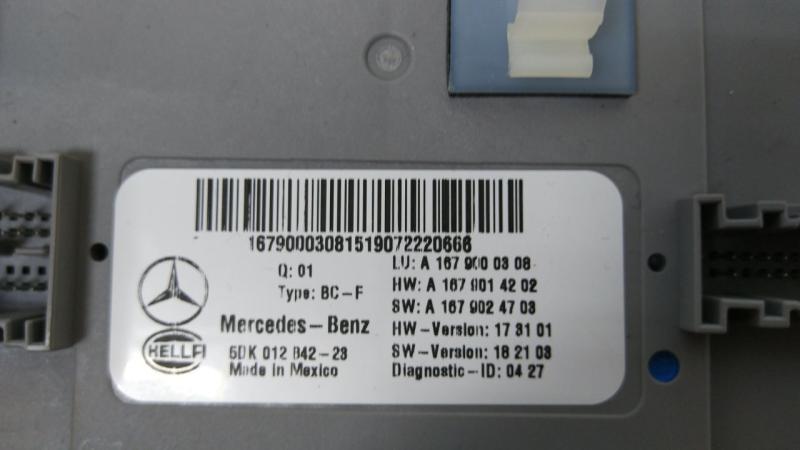 16790003081519072220666
Q: 01
Type: BC-F
Mercedes-Benz
HELLA
5DK 012 842-23
Made in Mexico
LU: A 167 900 03 08
HW: A 167 901 42 02
SW: A 167 902 47 03
HW-Version: 17 31 01
SW-Version: 18 21 03
Diagnostic-ID: 04 27